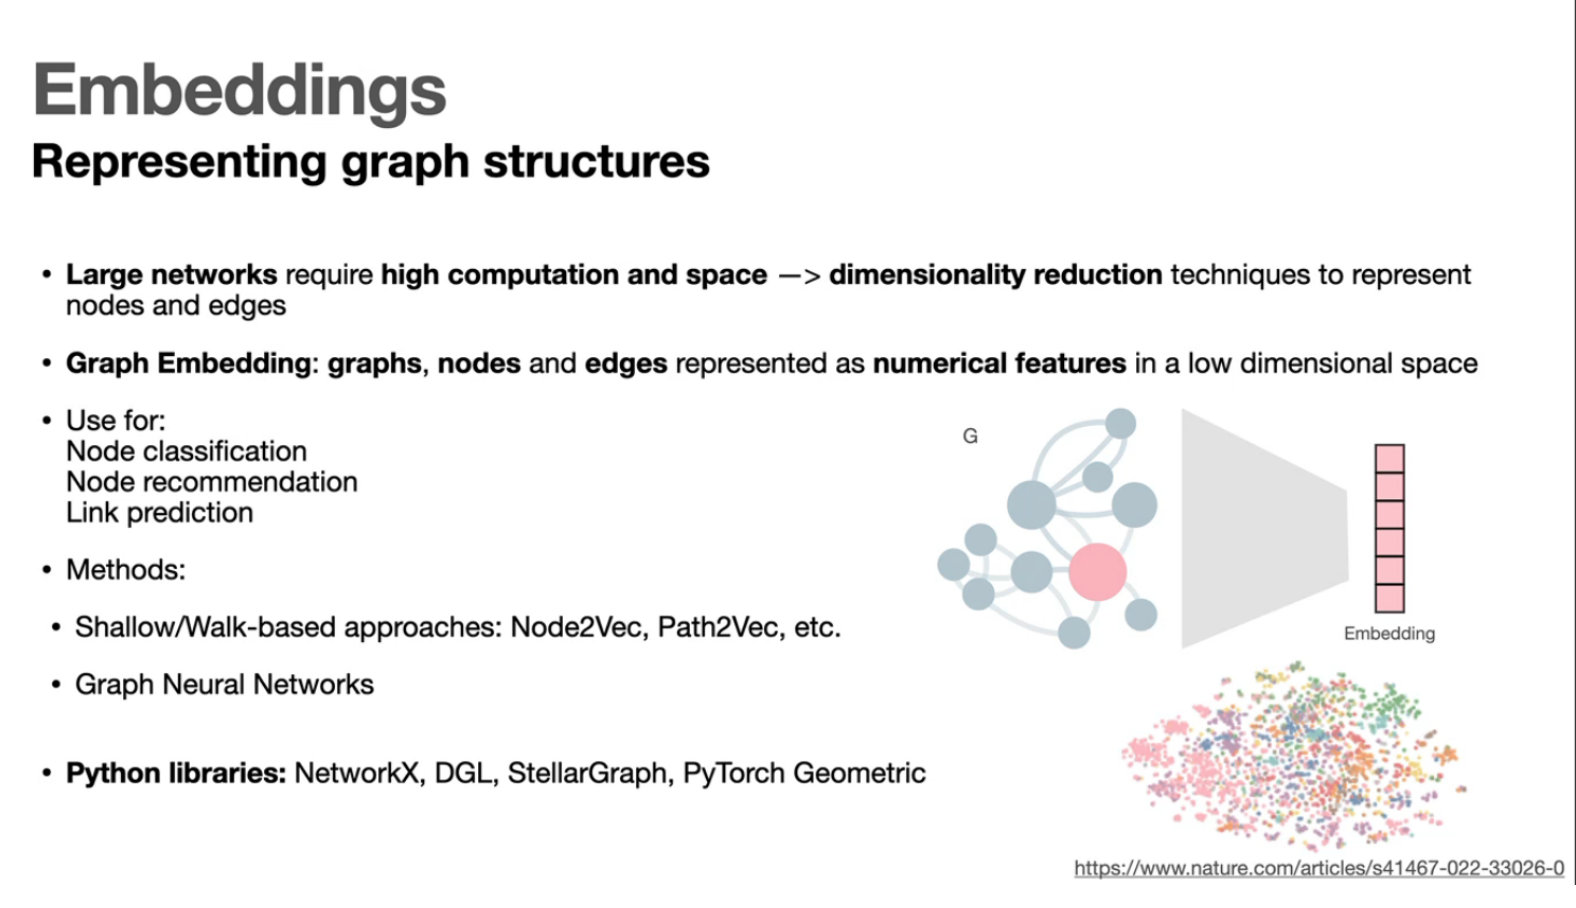 Embeddings
Representing graph structures
• Large networks require high computation and space —> dimensionality reduction techniques to represent
nodes and edges
• Graph Embedding: graphs, nodes and edges represented as numerical features in a low dimensional space
• Use for:
Node classification
Node recommendation
Link prediction
• Methods:
• Shallow/Walk-based approaches: Node2Vec, Path2Vec, etc.
• Graph Neural Networks
• Python libraries: NetworkX, DGL, StellarGraph, PyTorch Geometric
G
Embedding
https://www.nature.com/articles/s41467-022-33026-0